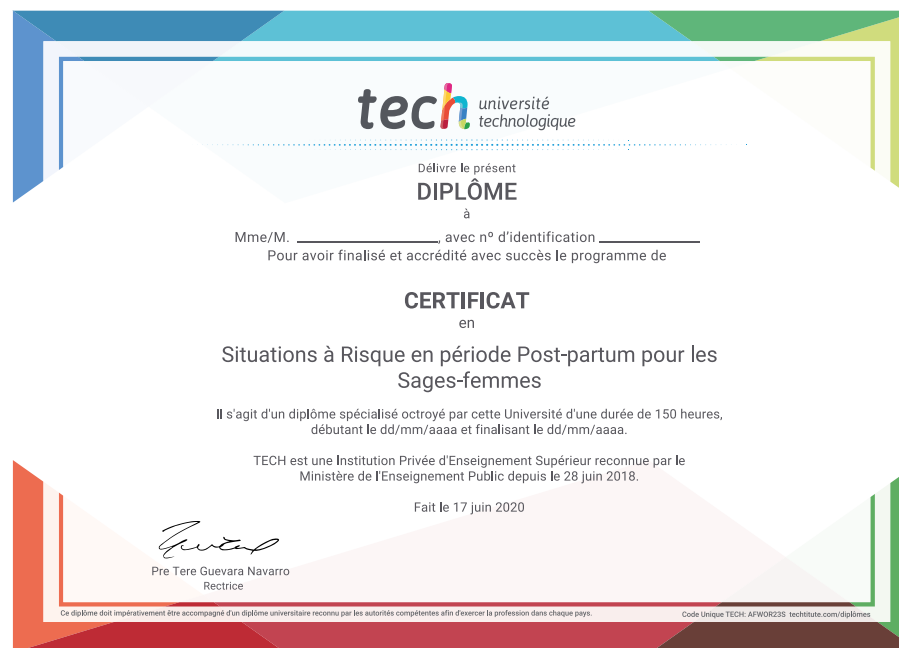 tech université
technologique
Délivre le présent
DIPLÔME
à
Mme/M. ____________________, avec nº d'identification ______________
Pour avoir finalisé et accrédité avec succès le programme de
CERTIFICAT
en
Situations à Risque en période Post-partum pour les
Sages-femmes
Il s'agit d'un diplôme spécialisé octroyé par cette Université d'une durée de 150 heures,
débutant le dd/mm/aaaa et finalisant le dd/mm/aaaa.
TECH est une Institution Privée d'Enseignement Supérieur reconnue par le
Ministère de l'Enseignement Public depuis le 28 juin 2018.
Fait le 17 juin 2020
Pre Tere Guevara Navarro
Rectrice
Ce diplôme doit impérativement être accompagné d'un diplôme universitaire reconnu par les autorités compétentes afin d'exercer la profession dans chaque pays.
Code Unique TECH: AFWOR23S techtitute.com/diplômes